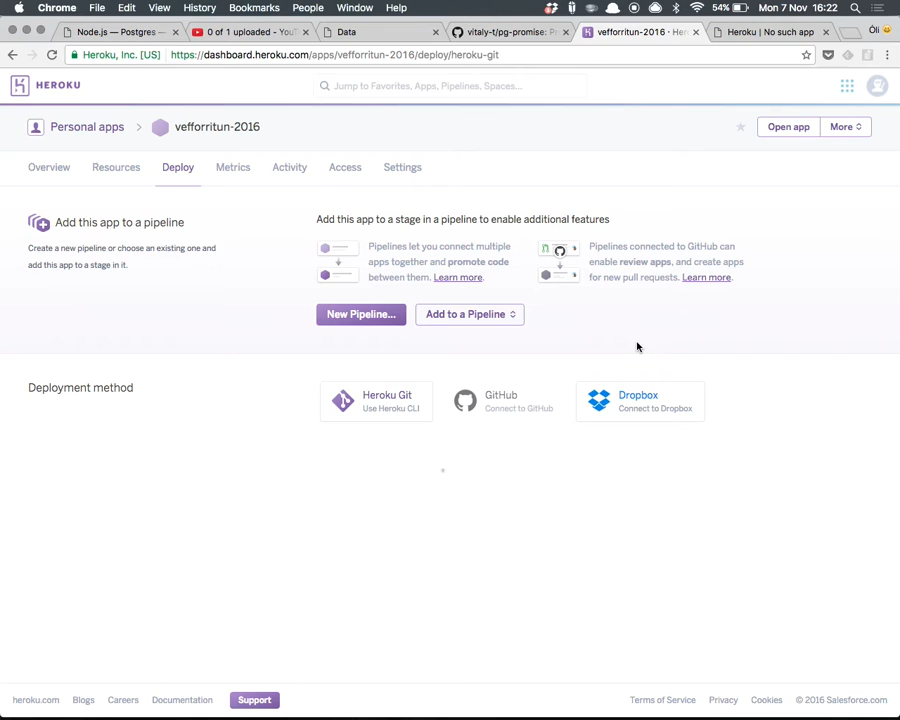 Chrome File Edit View History Bookmarks People Window Help 54% Mon 7 Nov 16:22
Node.js — Postgres 0 of 1 uploaded - YouT Data vitaly-t/pg-promise: P vefforritun-2016 · Her Heroku | No such app Óli
Heroku, Inc. [US] https://dashboard.heroku.com/apps/vefforritun-2016/deploy/heroku-git
HEROKU Jump to Favorites, Apps, Pipelines, Spaces...
Personal apps > vefforritun-2016 Open app More
Overview Resources Deploy Metrics Activity Access Settings
Add this app to a pipeline
Create a new pipeline or choose an existing one and
add this app to a stage in it.
Add this app to a stage in a pipeline to enable additional features
Pipelines let you connect multiple
apps together and promote code
between them. Learn more.
Pipelines connected to GitHub can
enable review apps, and create apps
for new pull requests. Learn more.
New Pipeline... Add to a Pipeline
Deployment method
Heroku Git
Use Heroku CLI
GitHub
Connect to GitHub
Dropbox
Connect to Dropbox
heroku.com Blogs Careers Documentation Support Terms of Service Privacy Cookies © 2016 Salesforce.com